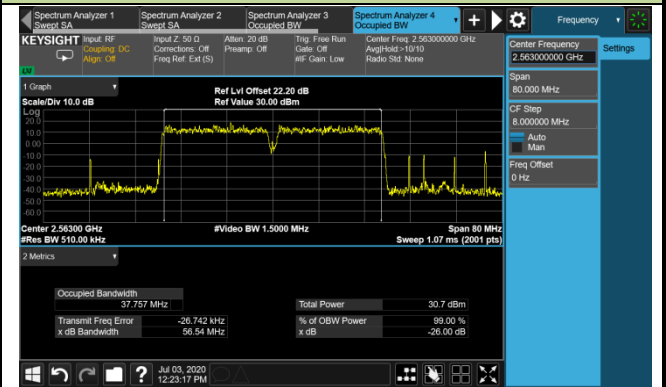 Spectrum Analyzer 1
Swept SA
Spectrum Analyzer 2
Swept SA
Spectrum Analyzer 3
Occupied BW
Spectrum Analyzer 4
Occupied BW
Frequency
KEYSIGHT
Input: RF
Coupling: DC
Align: Off
Input Z: 50 Ω
Corrections: Off
Freq Ref: Ext (S)
Atten: 20 dB
Preamp: Off
Trig: Free Run
Gate: Off
#IF Gain: Low
Center Freq: 2.563000000 GHz
Avg|Hold:>10/10
Radio Std: None
LVI
Center Frequency
2.563000000 GHz
Settings
Span
80.000 MHz
CF Step
8.000000 MHz
Auto
Man
Freq Offset
0 Hz
1 Graph
Scale/Div 10.0 dB
Ref Lvl Offset 22.20 dB
Ref Value 30.00 dBm
Log
20.0
10.0
0.00
-10.0
-20.0
-30.0
-40.0
-50.0
-60.0
Center 2.56300 GHz
#Res BW 510.00 kHz
#Video BW 1.5000 MHz
Span 80 MHz
Sweep 1.07 ms (2001 pts)
2 Metrics
Occupied Bandwidth
37.757 MHz
Total Power 30.7 dBm
Transmit Freq Error -26.742 kHz
% of OBW Power 99.00 %
x dB Bandwidth 56.54 MHz
x dB -26.00 dB
Jul 03, 2020
12:23:17 PM